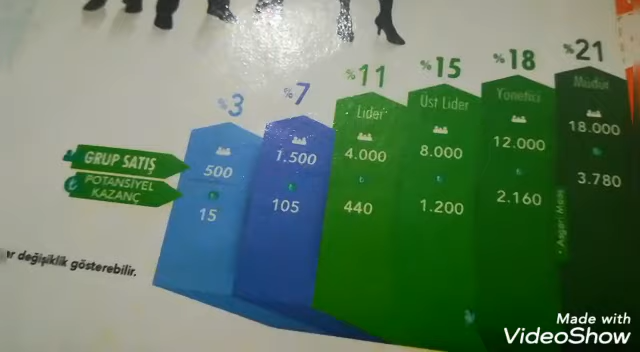 %3
%7
%11
%15
%18
%21
Lider
Üst Lider
Yönetici
Müdür
GRUP SATIŞ
500
1.500
4.000
8.000
12.000
18.000
POTANSİYEL
KAZANÇ
15
105
440
1.200
2.160
3.780
değişiklik gösterebilir.
Made with
VideoShow